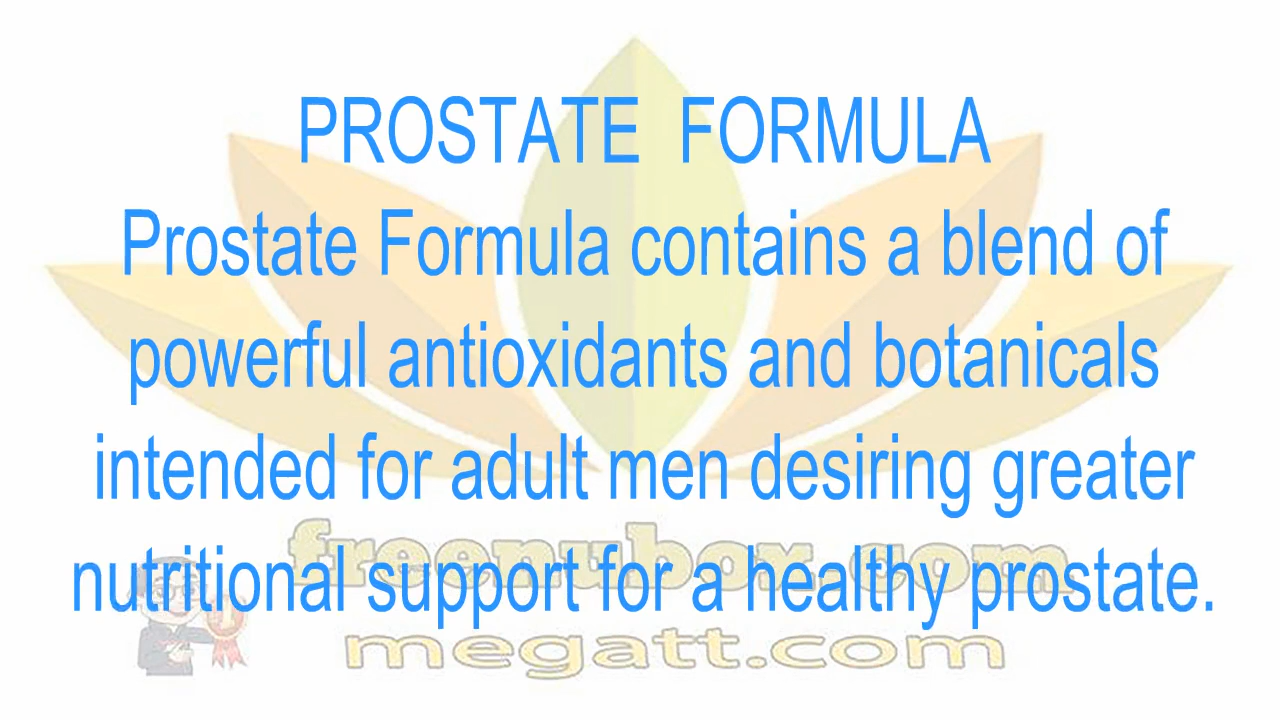 PROSTATE FORMULA
Prostate Formula contains a blend of
powerful antioxidants and botanicals
intended for adult men desiring greater
nutritional support for a healthy prostate.
freenubox.com
megatt.com